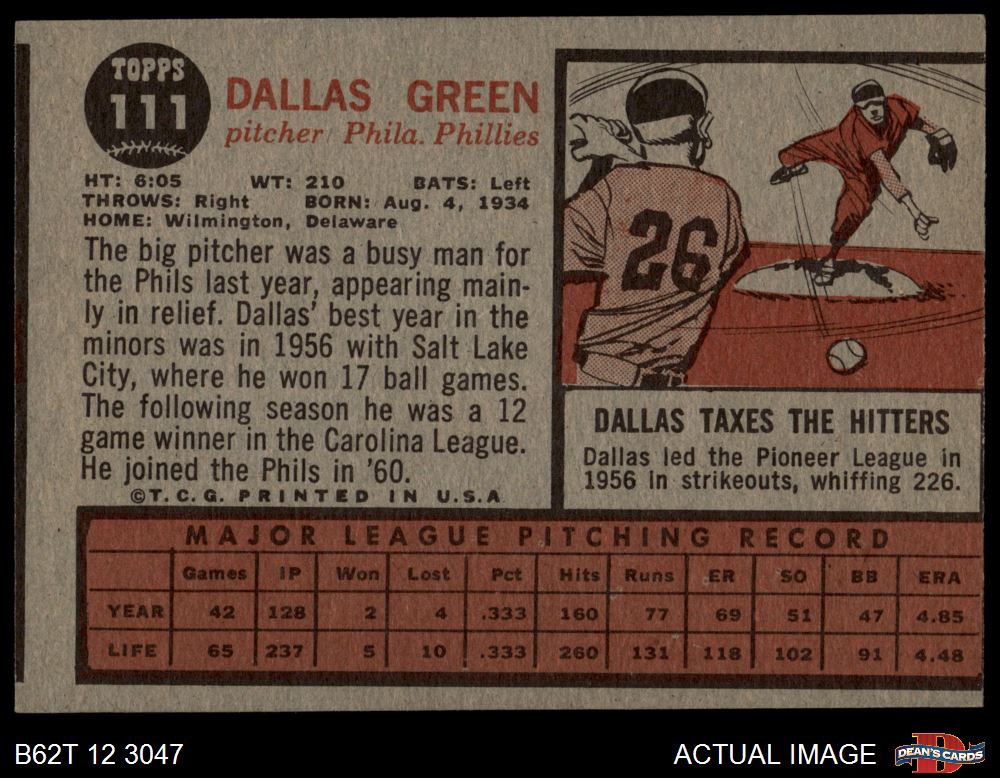 TOPPS
111
DALLAS GREEN
pitcher Phila. Phillies
HT: 6:05 WT: 210 BATS: Left
THROWS: Right BORN: Aug. 4, 1934
HOME: Wilmington, Delaware
The big pitcher was a busy man for
the Phils last year, appearing main-
ly in relief. Dallas' best year in the
minors was in 1956 with Salt Lake
City, where he won 17 ball games.
The following season he was a 12
game winner in the Carolina League.
He joined the Phils in '60.
©T.C.G. PRINTED IN U.S.A
26
DALLAS TAXES THE HITTERS
Dallas led the Pioneer League in
1956 in strikeouts, whiffing 226.
MAJOR LEAGUE PITCHING RECORD
Games IP Won Lost Pct Hits Runs ER SO BB ERA
YEAR 42 128 2 4 .333 160 77 69 51 47 4.85
LIFE 65 237 5 10 .333 260 131 118 102 91 4.48
B62T 12 3047 ACTUAL IMAGE DEAN'S CARDS